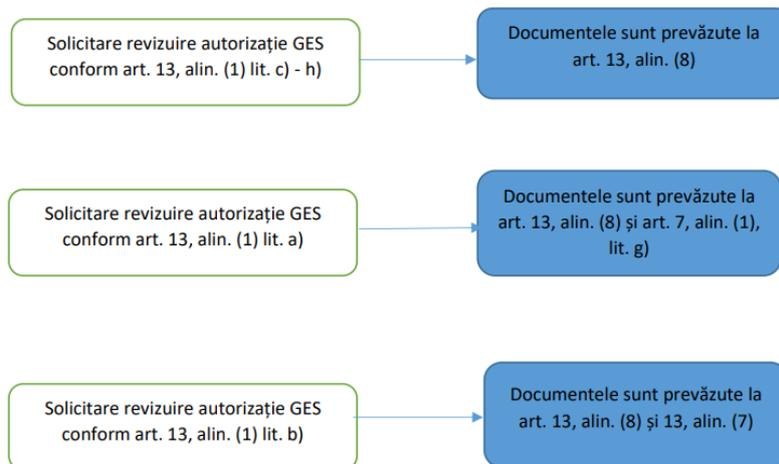 Solicitare revizuire autorizație GES
conform art. 13, alin. (1) lit. c) - h)
Documentele sunt prevăzute la
art. 13, alin. (8)
Solicitare revizuire autorizație GES
conform art. 13, alin. (1) lit. a)
Documentele sunt prevăzute la
art. 13, alin. (8) și art. 7, alin. (1),
lit. g)
Solicitare revizuire autorizație GES
conform art. 13, alin. (1) lit. b)
Documentele sunt prevăzute la
art. 13, alin. (8) și 13, alin. (7)